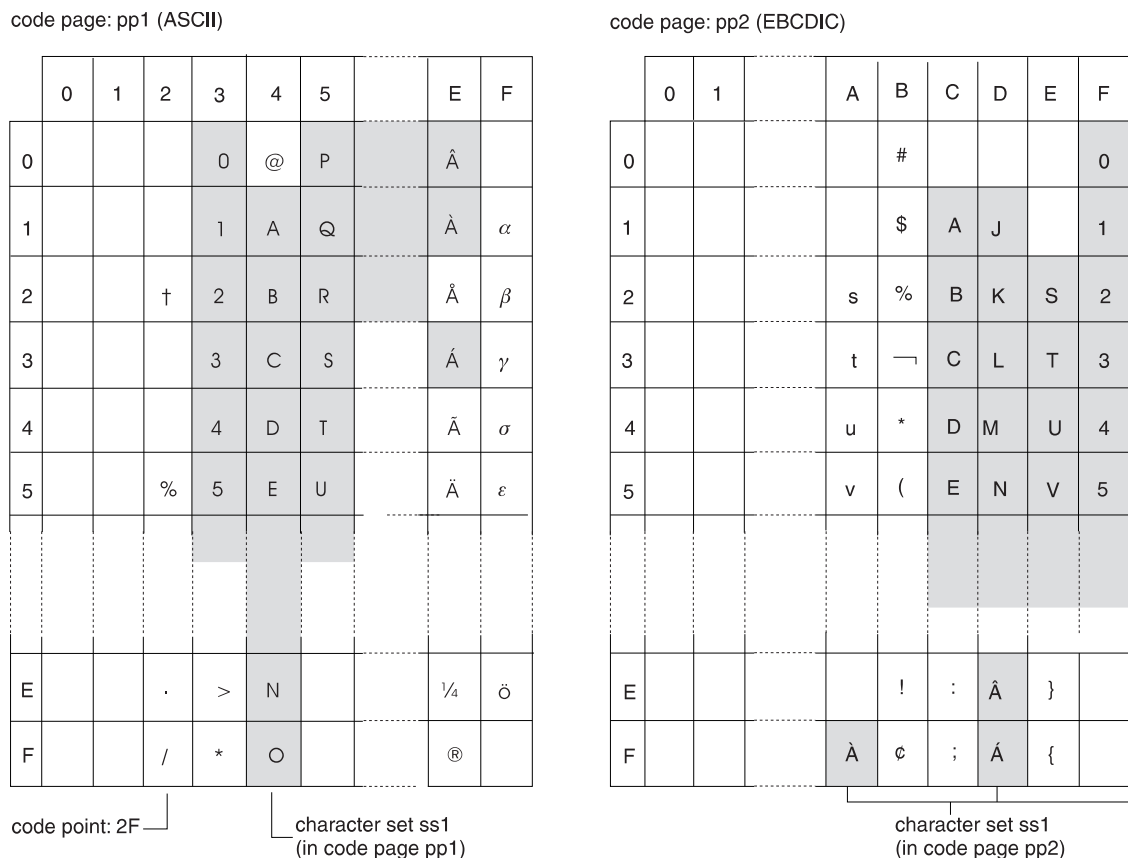 code page: pp1 (ASCII)
0 1 2 3 4 5 E F
0 0 @ P Â
1 1 A Q À α
2 † 2 B R Å β
3 3 C S Á γ
4 4 D T Ã σ
5 % 5 E U Ä ε
E . > N ¼ ö
F / * O ®
code point: 2F
character set ss1
(in code page pp1)
code page: pp2 (EBCDIC)
0 1 A B C D E F
0 # 0
1 $ A J 1
2 s % B K S 2
3 t ¬ C L T 3
4 u * D M U 4
5 v ( E N V 5
E ! : Â }
F À ¢ ; Á {
character set ss1
(in code page pp2)